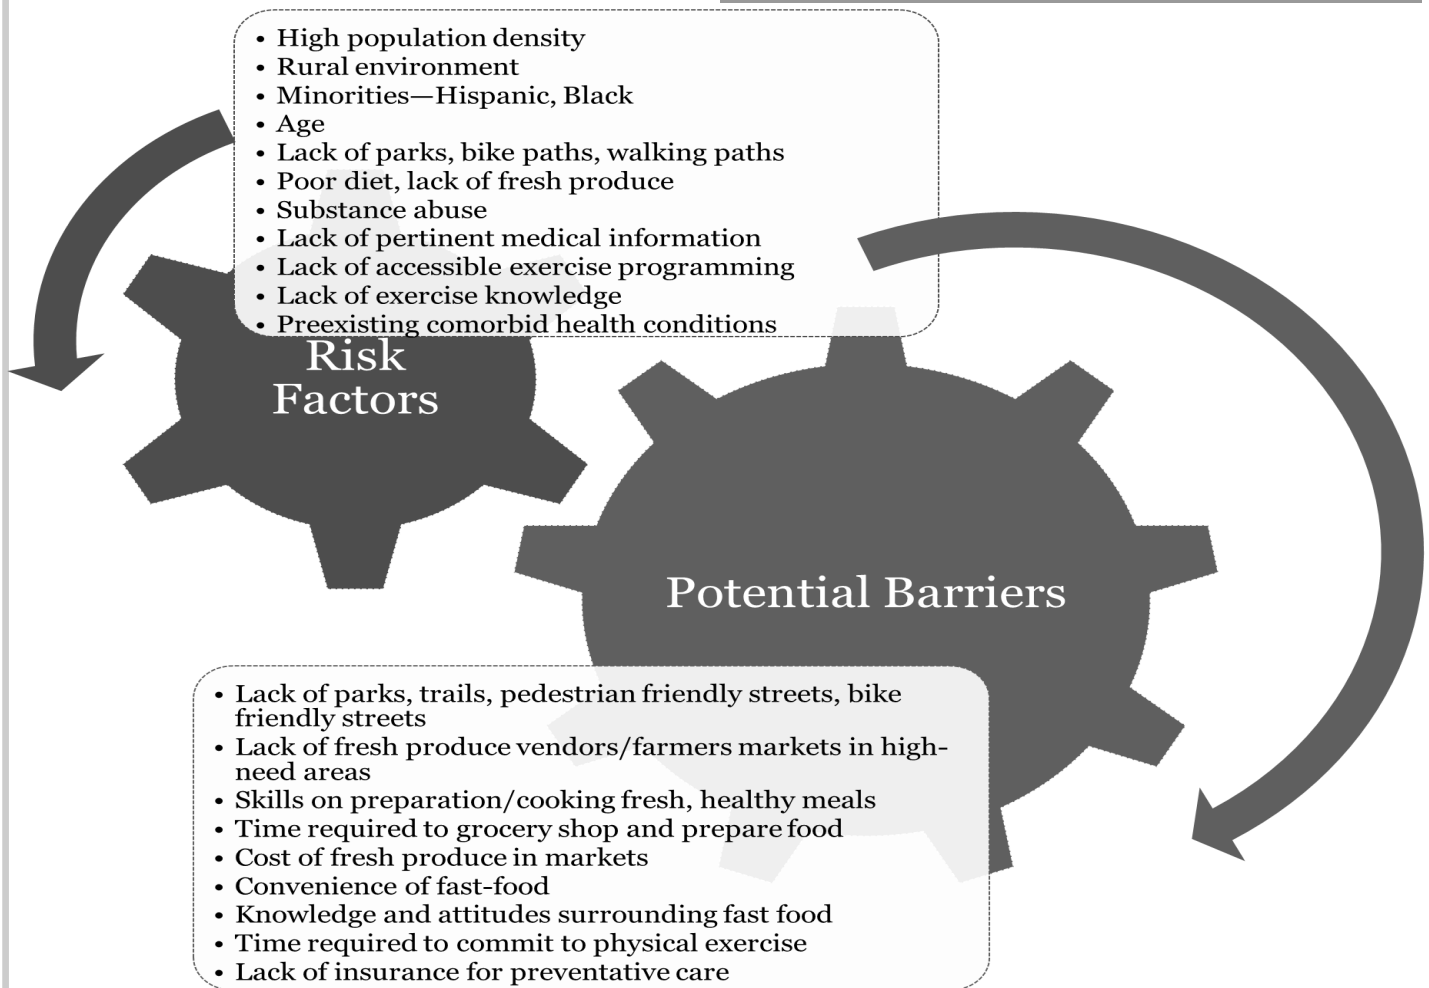 • High population density
• Rural environment
• Minorities—Hispanic, Black
• Age
• Lack of parks, bike paths, walking paths
• Poor diet, lack of fresh produce
• Substance abuse
• Lack of pertinent medical information
• Lack of accessible exercise programming
• Lack of exercise knowledge
• Preexisting comorbid health conditions
Risk
Factors
Potential Barriers
• Lack of parks, trails, pedestrian friendly streets, bike
friendly streets
• Lack of fresh produce vendors/farmers markets in high-
need areas
• Skills on preparation/cooking fresh, healthy meals
• Time required to grocery shop and prepare food
• Cost of fresh produce in markets
• Convenience of fast-food
• Knowledge and attitudes surrounding fast food
• Time required to commit to physical exercise
• Lack of insurance for preventative care